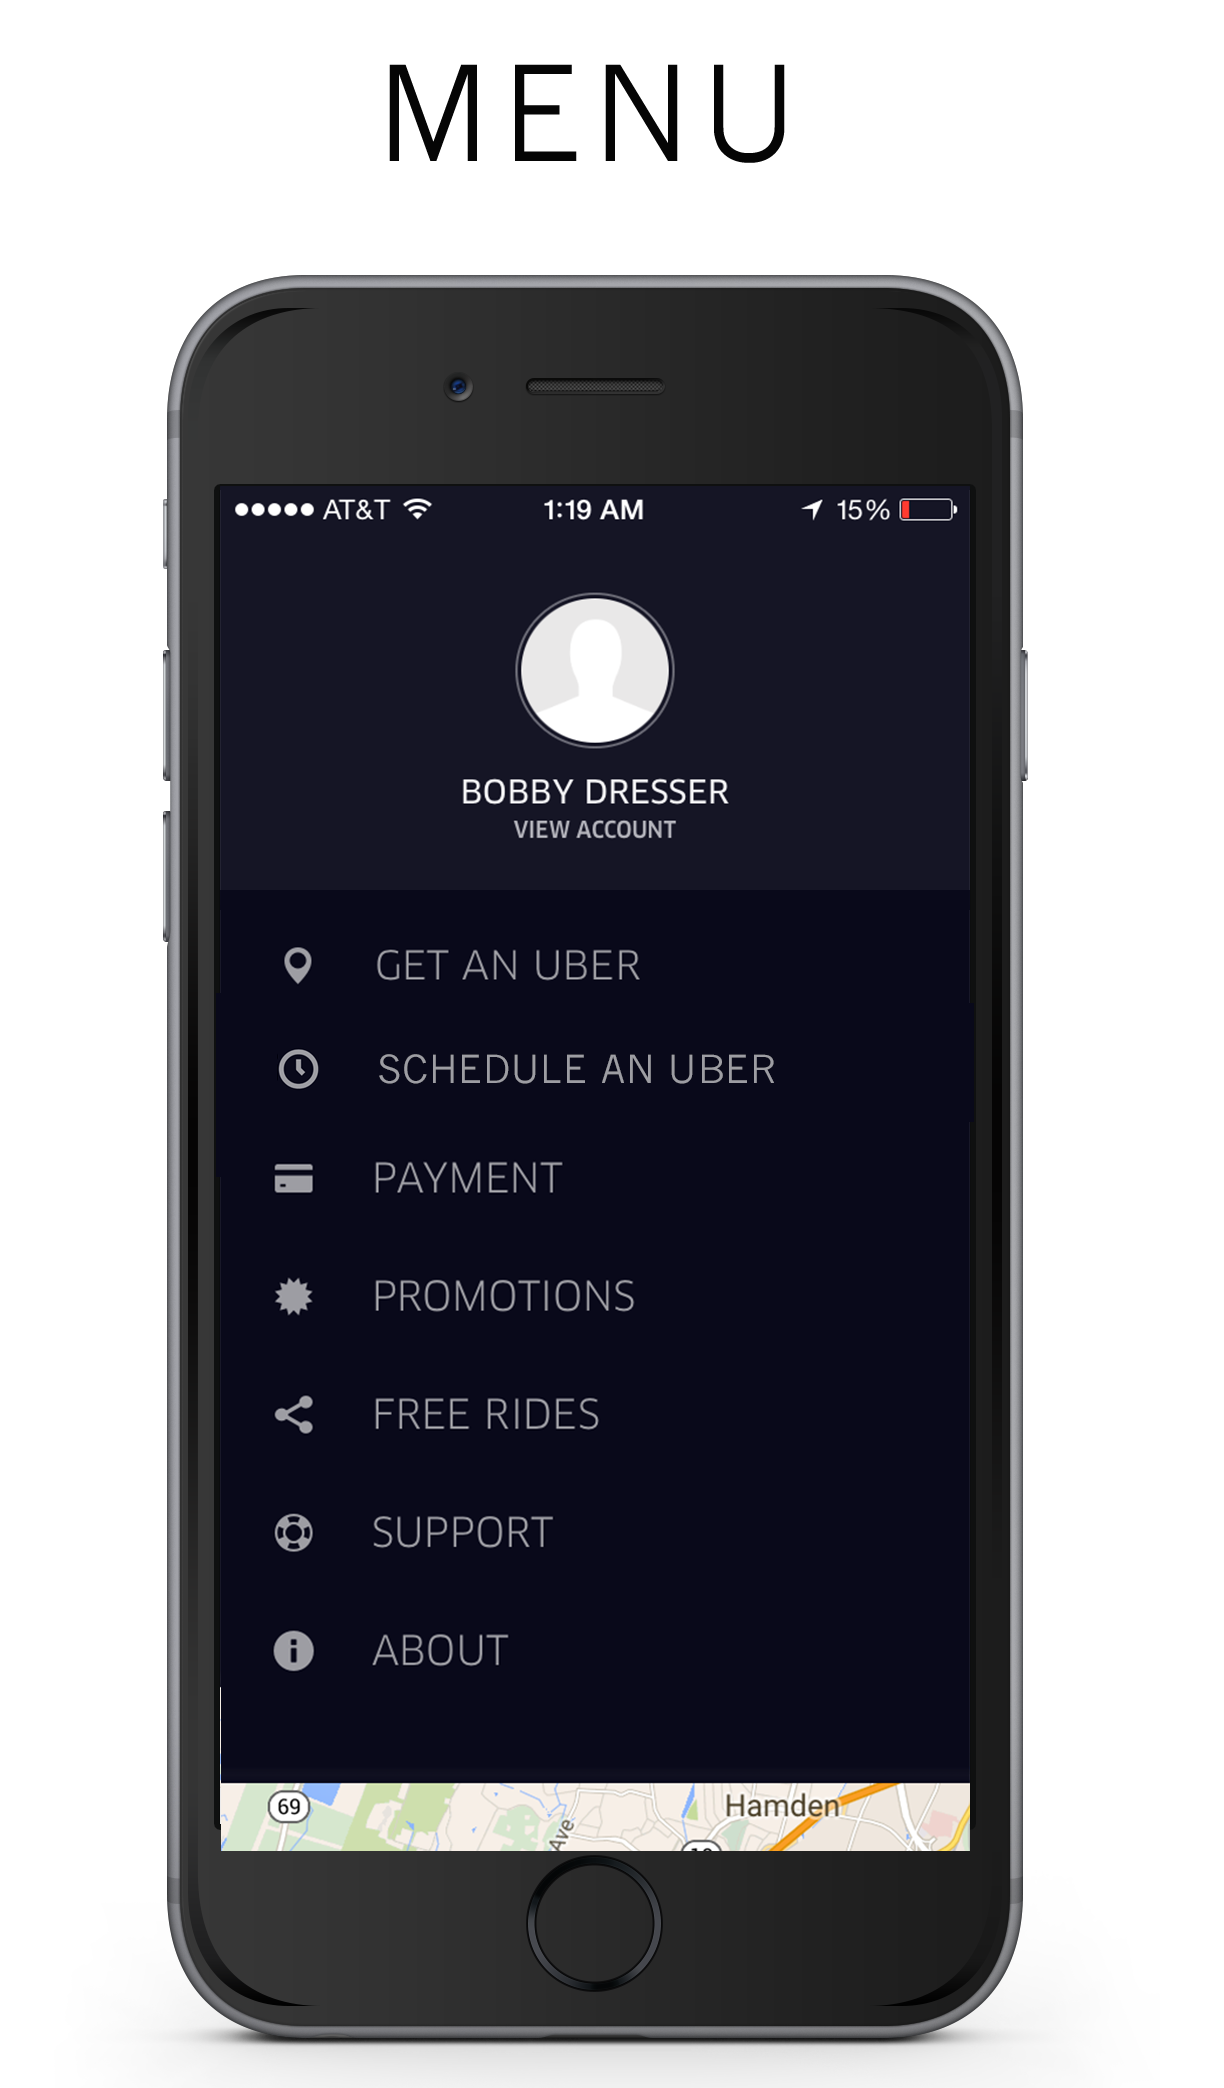 MENU
AT&T 1:19 AM 15%
BOBBY DRESSER
VIEW ACCOUNT
GET AN UBER
SCHEDULE AN UBER
PAYMENT
PROMOTIONS
FREE RIDES
SUPPORT
ABOUT
69
Hamden
Ave